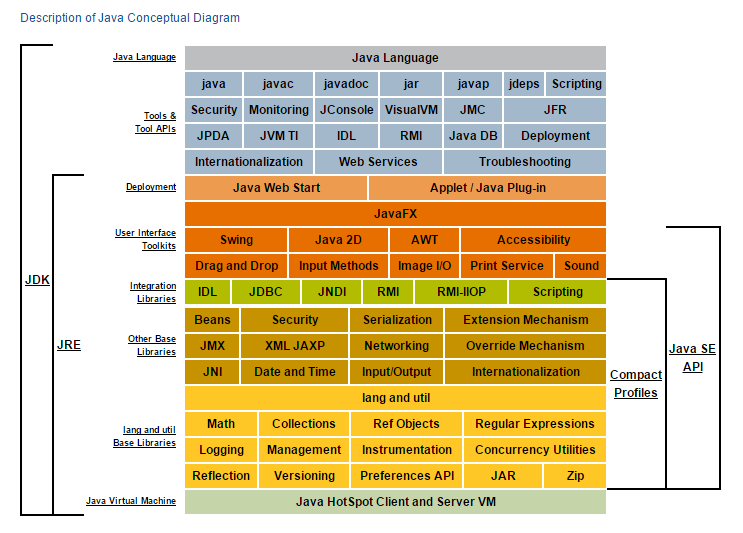 Description of Java Conceptual Diagram
Java Language Java Language
java javac javadoc jar javap jdeps Scripting
Tools &
Tool APIs
Security Monitoring JConsole VisualVM JMC JFR
JPDA JVM TI IDL RMI Java DB Deployment
Internationalization Web Services Troubleshooting
Deployment Java Web Start Applet / Java Plug-in
JavaFX
User Interface
Toolkits
Swing Java 2D AWT Accessibility
Drag and Drop Input Methods Image I/O Print Service Sound
Integration
Libraries
IDL JDBC JNDI RMI RMI-IIOP Scripting
JDK
Beans Security Serialization Extension Mechanism
Other Base
Libraries
JMX XML JAXP Networking Override Mechanism
JRE
Java SE
API
JNI Date and Time Input/Output Internationalization
Compact
Profiles
lang and util
lang and util
Base Libraries
Math Collections Ref Objects Regular Expressions
Logging Management Instrumentation Concurrency Utilities
Reflection Versioning Preferences API JAR Zip
Java Virtual Machine Java HotSpot Client and Server VM